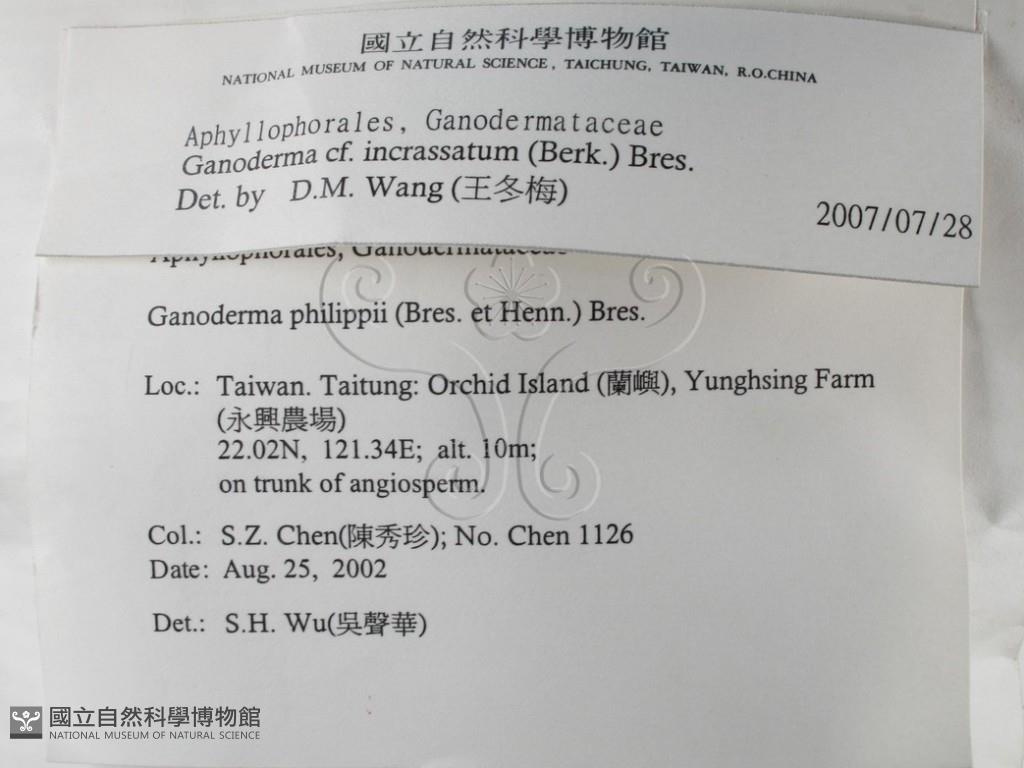 國立自然科學博物館
NATIONAL MUSEUM OF NATURAL SCIENCE, TAICHUNG, TAIWAN, R.O.CHINA
Aphyllophorales, Ganodermataceae
Ganoderma cf. incrassatum (Berk.) Bres.
Det. by D.M. Wang (王冬梅)
2007/07/28
Aphyllophorales, Ganodermataceae
Ganoderma philippii (Bres. et Henn.) Bres.
Loc.: Taiwan. Taitung: Orchid Island (蘭嶼), Yunghsing Farm
(永興農場)
22.02N, 121.34E; alt. 10m;
on trunk of angiosperm.
Col.: S.Z. Chen(陳秀珍); No. Chen 1126
Date: Aug. 25, 2002
Det.: S.H. Wu(吳聲華)
國立自然科學博物館
NATIONAL MUSEUM OF NATURAL SCIENCE